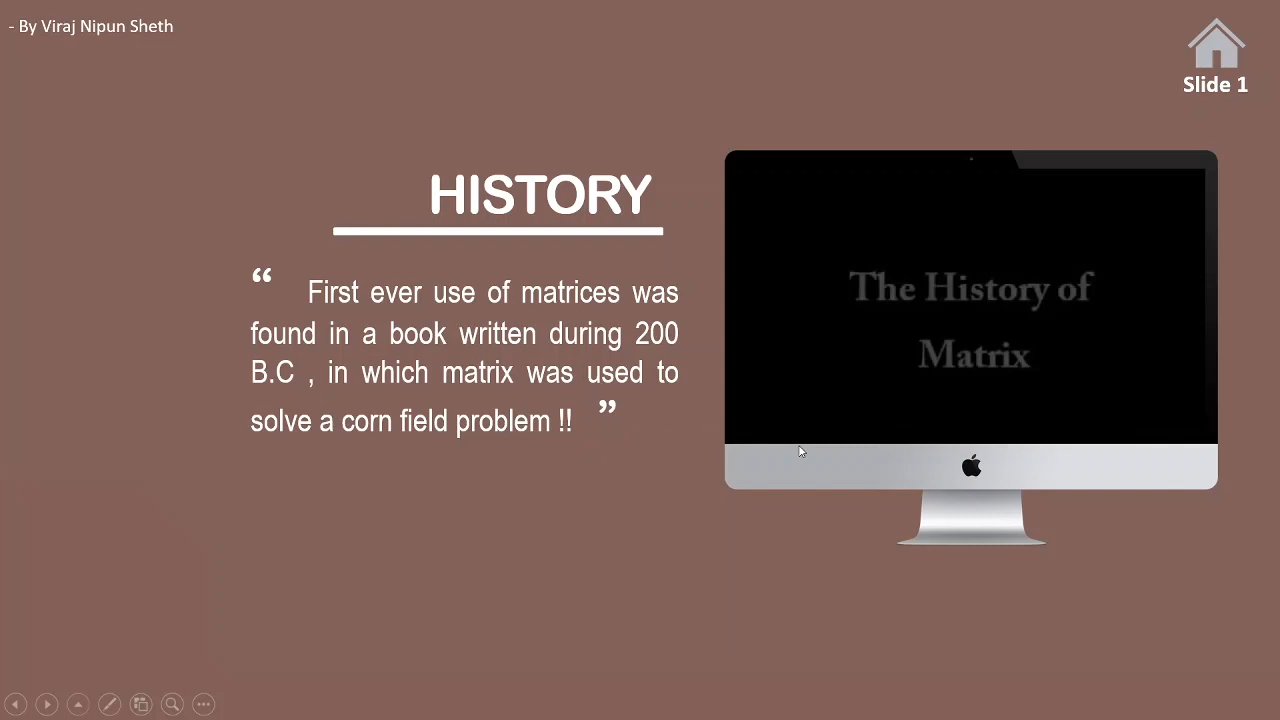 - By Viraj Nipun Sheth
Slide 1
HISTORY
“ First ever use of matrices was
found in a book written during 200
B.C , in which matrix was used to
solve a corn field problem !! ”
The History of
Matrix